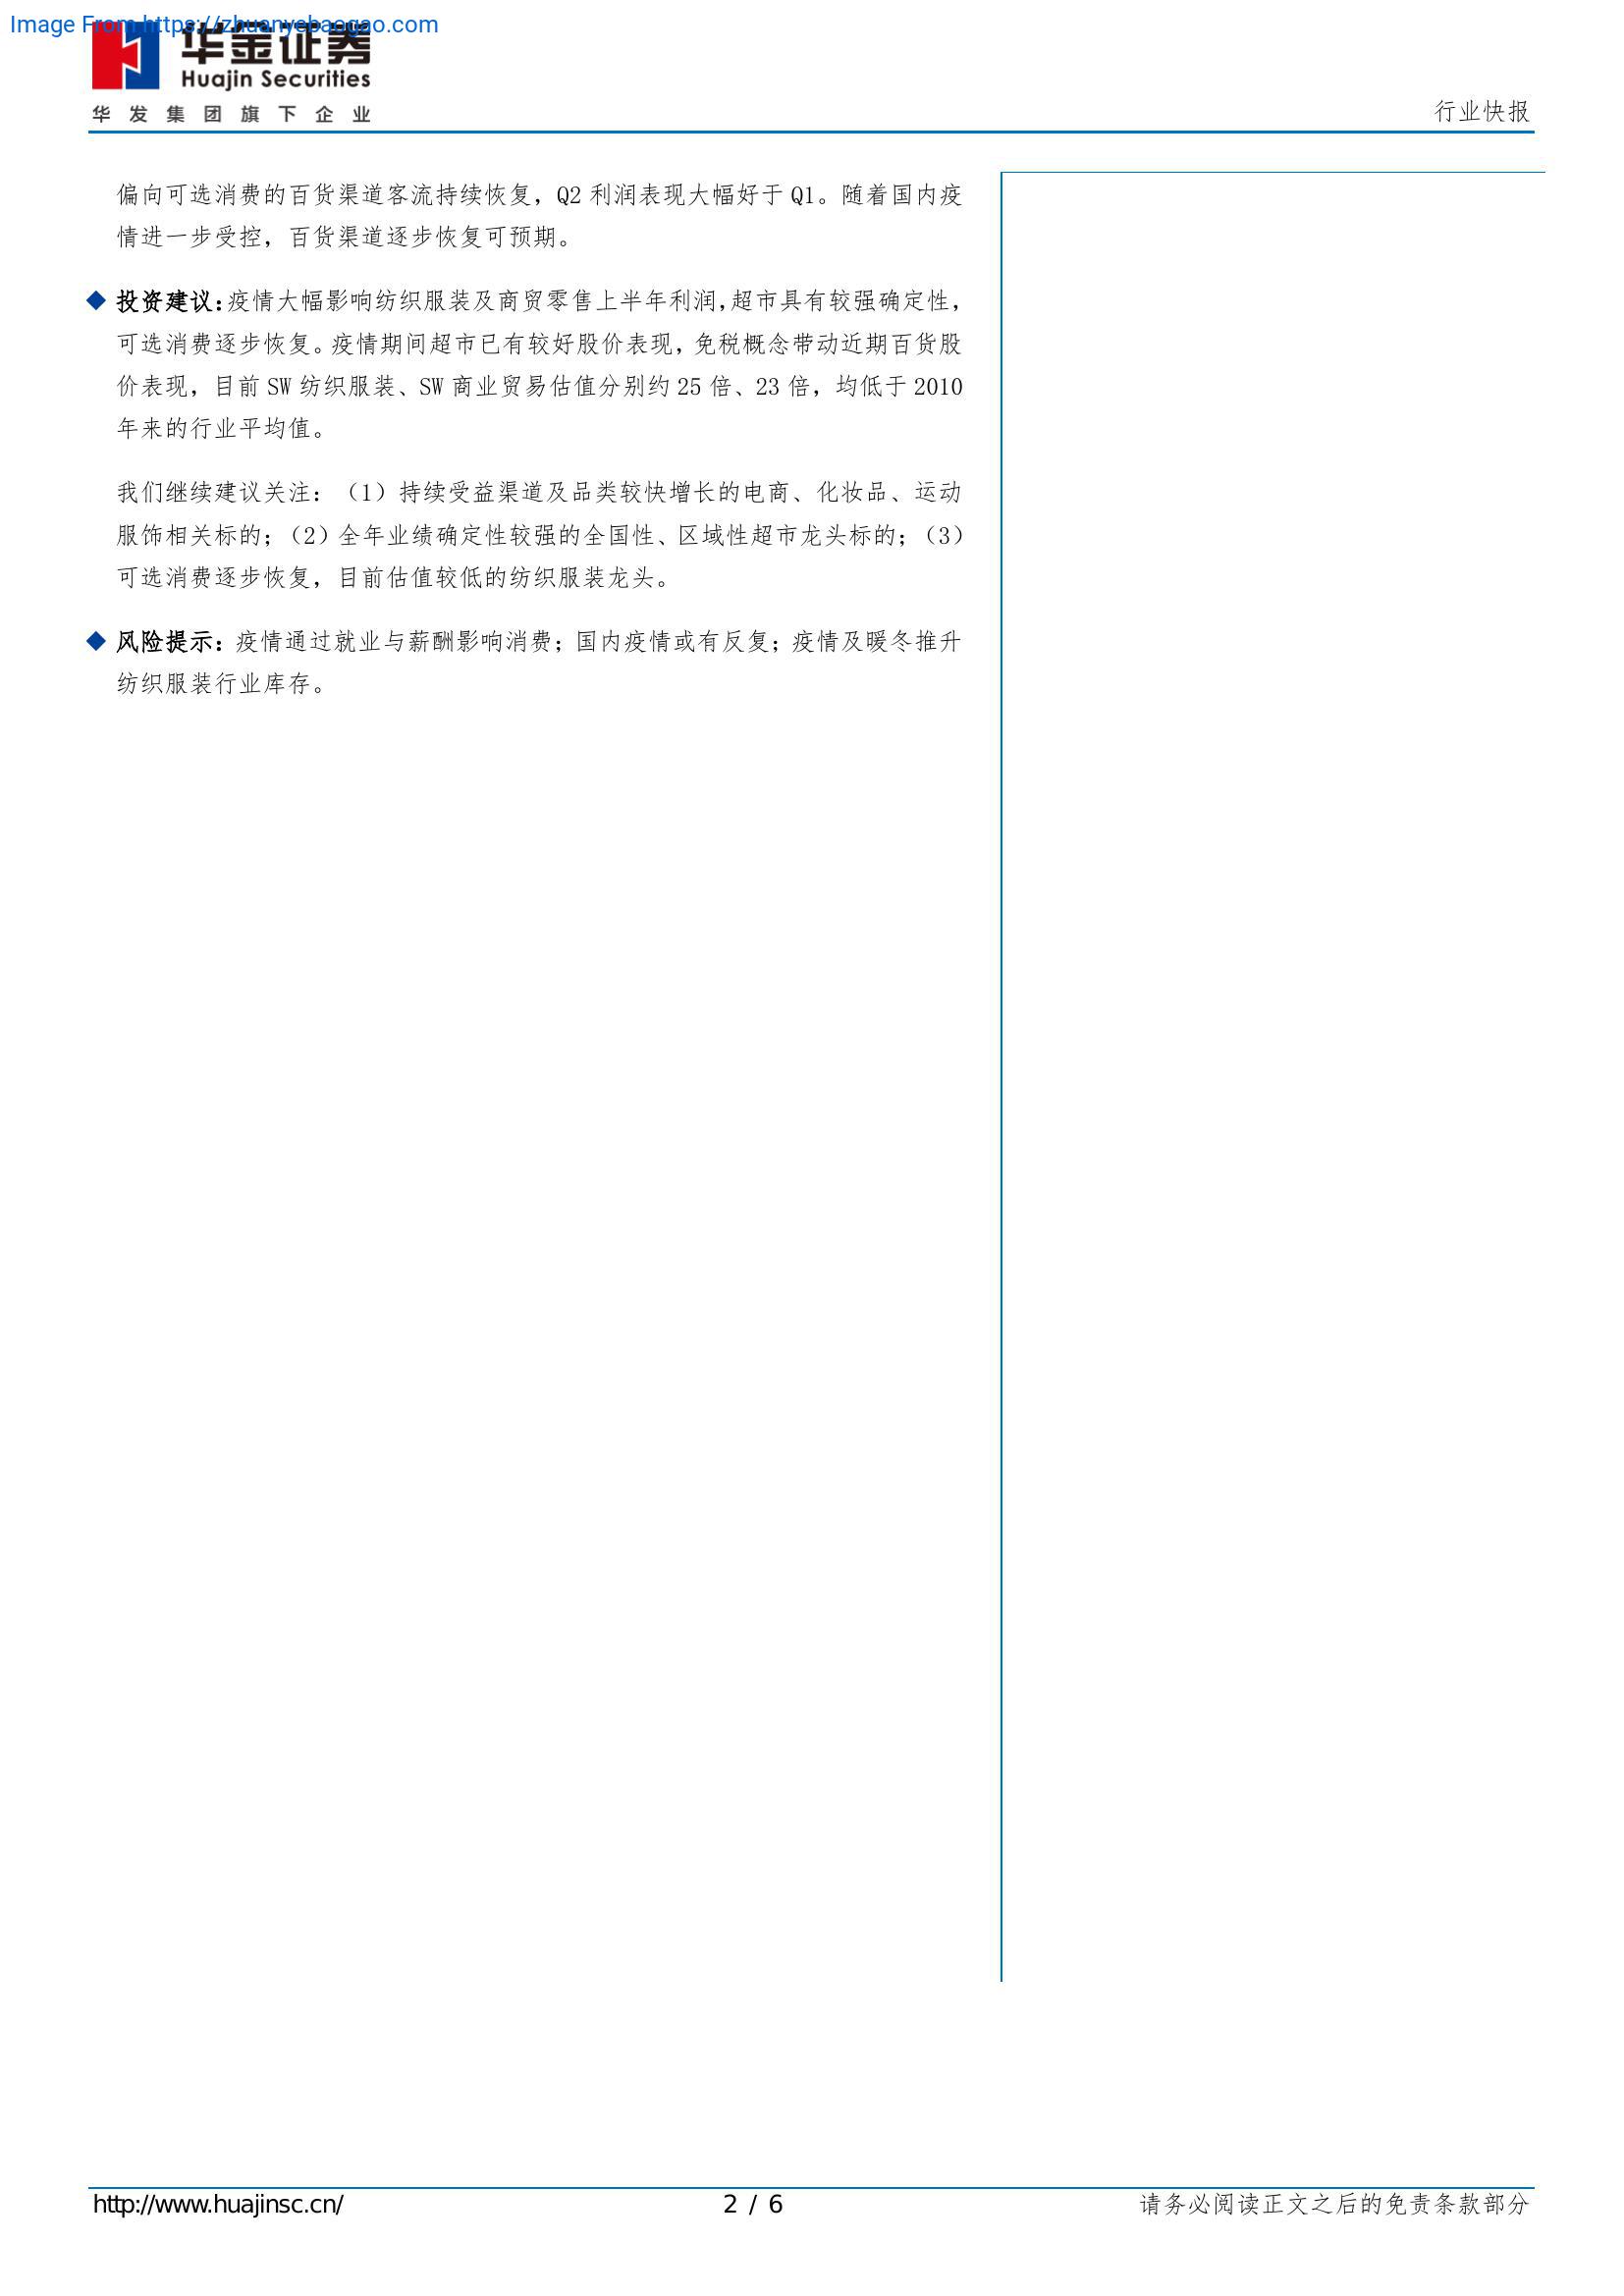 Image From https://zhuanyebaogao.com
华金证券
Huajin Securities
华发集团旗下企业
行业快报
偏向可选消费的百货渠道客流持续恢复，Q2 利润表现大幅好于 Q1。随着国内疫
情进一步受控，百货渠道逐步恢复可预期。
◆ 投资建议：疫情大幅影响纺织服装及商贸零售上半年利润，超市具有较强确定性，
可选消费逐步恢复。疫情期间超市已有较好股价表现，免税概念带动近期百货股
价表现，目前 SW 纺织服装、SW 商业贸易估值分别约 25 倍、23 倍，均低于 2010
年来的行业平均值。
我们继续建议关注：（1）持续受益渠道及品类较快增长的电商、化妆品、运动
服饰相关标的；（2）全年业绩确定性较强的全国性、区域性超市龙头标的；（3）
可选消费逐步恢复，目前估值较低的纺织服装龙头。
◆ 风险提示：疫情通过就业与薪酬影响消费；国内疫情或有反复；疫情及暖冬推升
纺织服装行业库存。
http://www.huajinsc.cn/
2 / 6
请务必阅读正文之后的免责条款部分